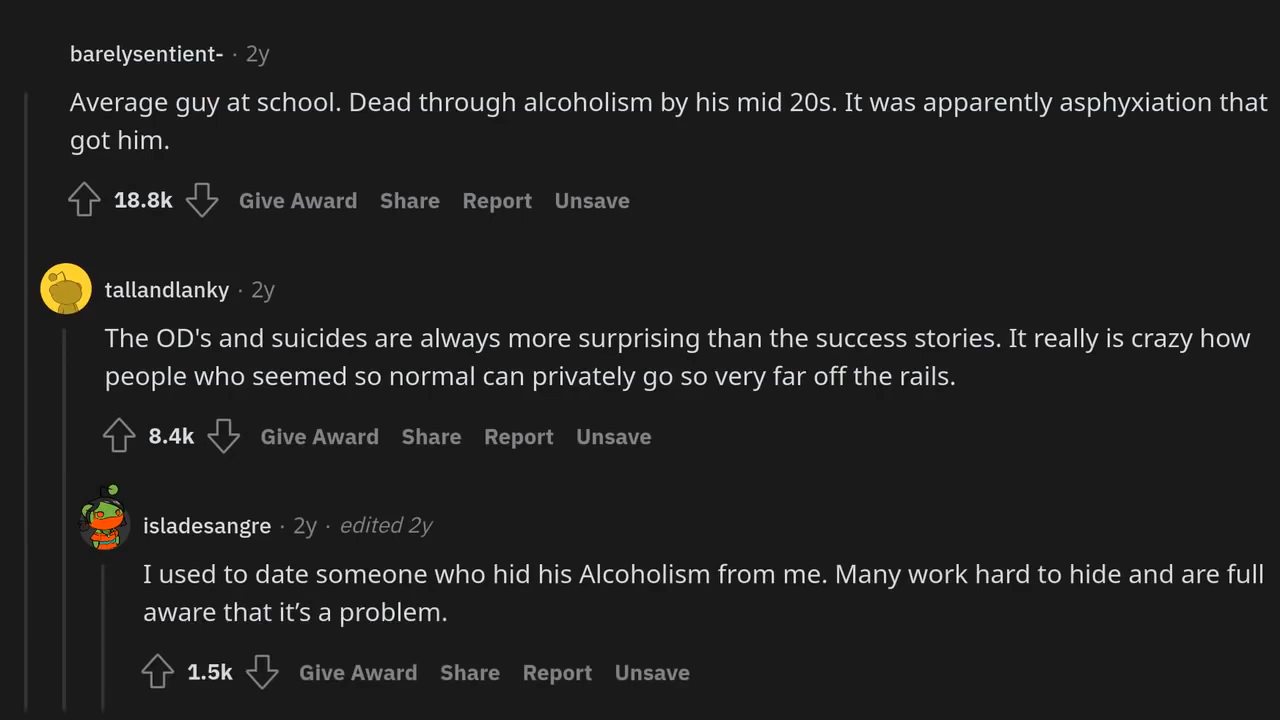 barelysentient- · 2y
Average guy at school. Dead through alcoholism by his mid 20s. It was apparently asphyxiation that
got him.
18.8k Give Award Share Report Unsave
tallandlanky · 2y
The OD's and suicides are always more surprising than the success stories. It really is crazy how
people who seemed so normal can privately go so very far off the rails.
8.4k Give Award Share Report Unsave
isladesangre · 2y · edited 2y
I used to date someone who hid his Alcoholism from me. Many work hard to hide and are full
aware that it’s a problem.
1.5k Give Award Share Report Unsave